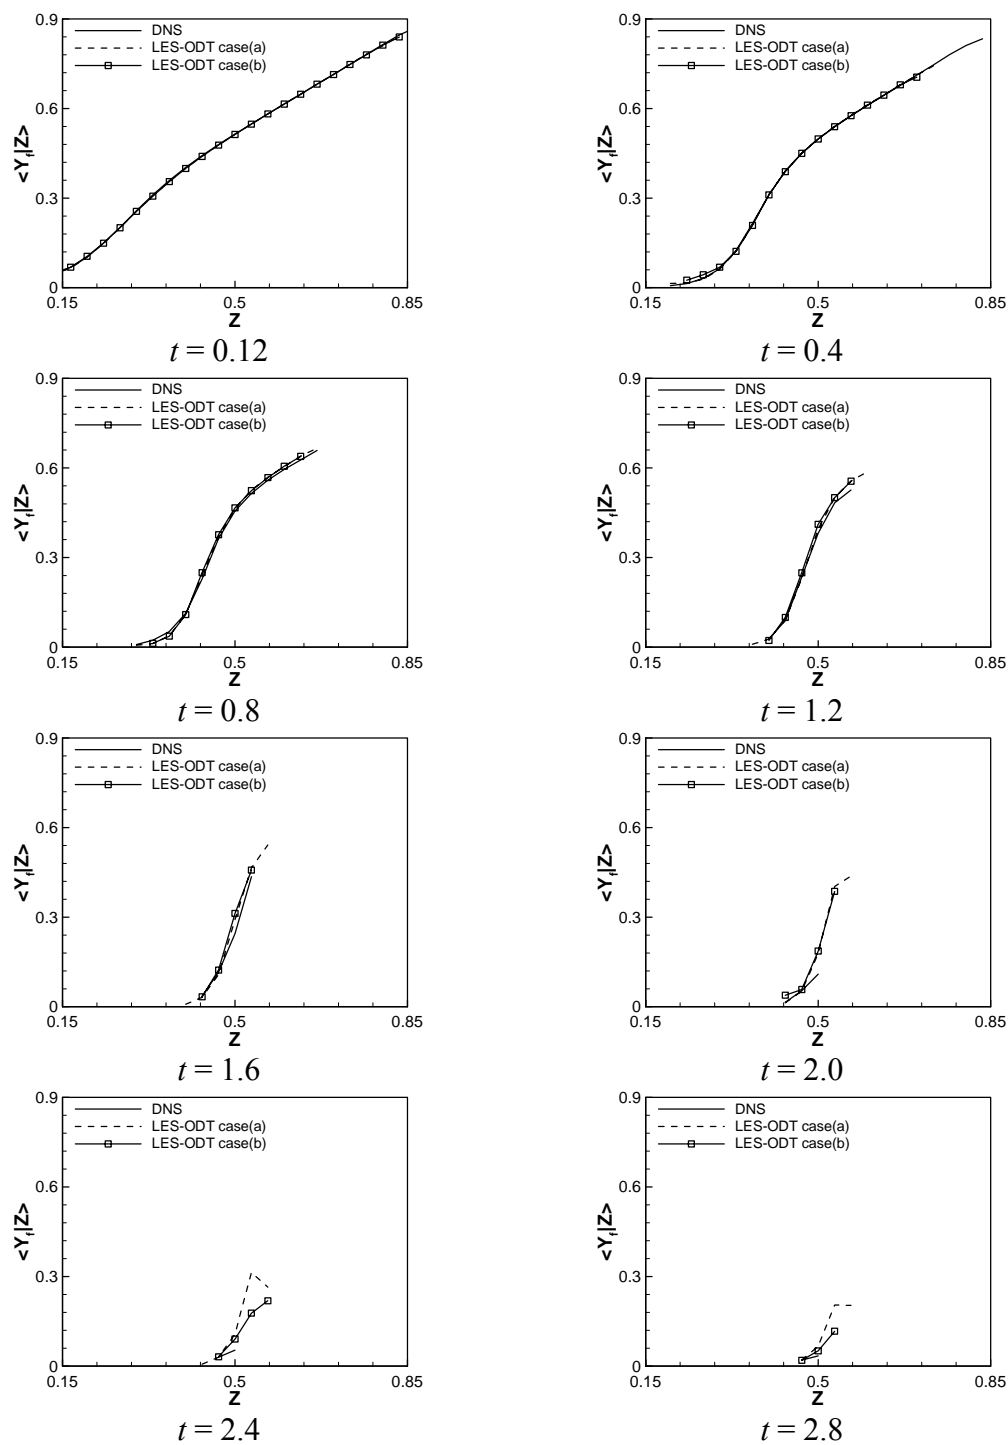 0.9
DNS
LES-ODT case(a)
LES-ODT case(b)
0.6
<Y_f|Z>
0.3
0
0.15
0.5
0.85
Z
t = 0.12
0.9
DNS
LES-ODT case(a)
LES-ODT case(b)
0.6
<Y_f|Z>
0.3
0
0.15
0.5
0.85
Z
t = 0.4
0.9
DNS
LES-ODT case(a)
LES-ODT case(b)
0.6
<Y_f|Z>
0.3
0
0.15
0.5
0.85
Z
t = 0.8
0.9
DNS
LES-ODT case(a)
LES-ODT case(b)
0.6
<Y_f|Z>
0.3
0
0.15
0.5
0.85
Z
t = 1.2
0.9
DNS
LES-ODT case(a)
LES-ODT case(b)
0.6
<Y_f|Z>
0.3
0
0.15
0.5
0.85
Z
t = 1.6
0.9
DNS
LES-ODT case(a)
LES-ODT case(b)
0.6
<Y_f|Z>
0.3
0
0.15
0.5
0.85
Z
t = 2.0
0.9
DNS
LES-ODT case(a)
LES-ODT case(b)
0.6
<Y_f|Z>
0.3
0
0.15
0.5
0.85
Z
t = 2.4
0.9
DNS
LES-ODT case(a)
LES-ODT case(b)
0.6
<Y_f|Z>
0.3
0
0.15
0.5
0.85
Z
t = 2.8